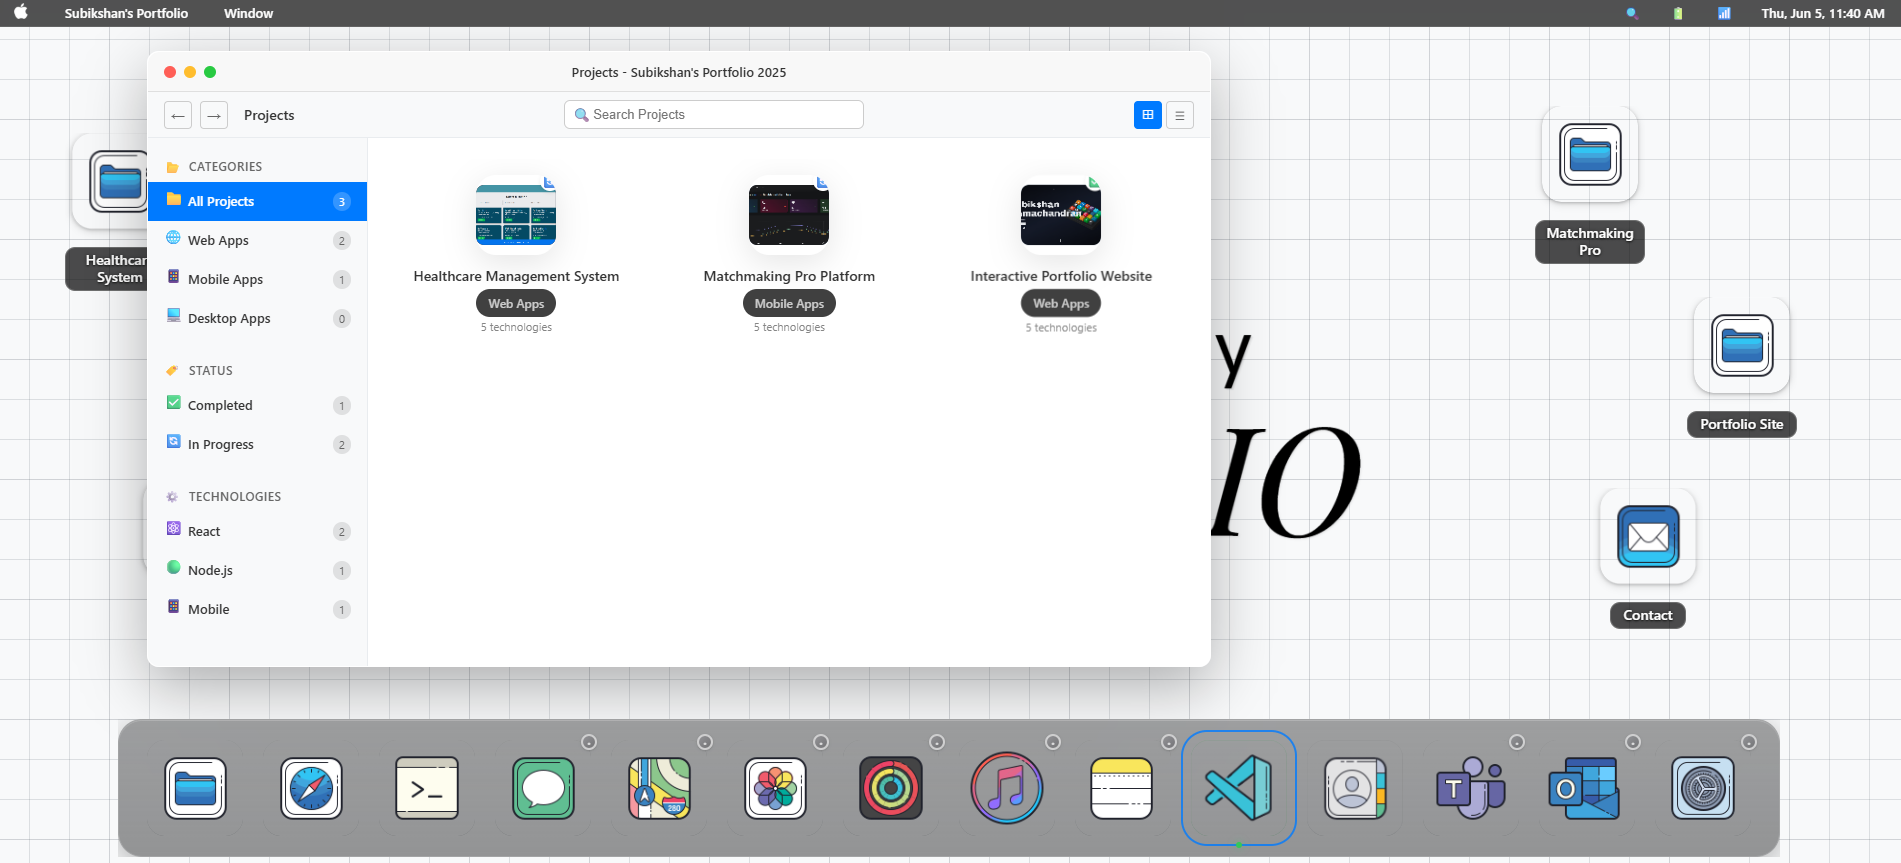 Subikshan's Portfolio
Window
Thu, Jun 5, 11:40 AM
Projects - Subikshan's Portfolio 2025
← → Projects
Search Projects
CATEGORIES
All Projects 3
Web Apps 2
Mobile Apps 1
Desktop Apps 0
STATUS
Completed 1
In Progress 2
TECHNOLOGIES
React 2
Node.js 1
Mobile 1
Healthcare Management System
Web Apps
5 technologies
Matchmaking Pro Platform
Mobile Apps
5 technologies
bikshan
machandran
Interactive Portfolio Website
Web Apps
5 technologies
Healthcar
System
y
IO
Matchmaking
Pro
Portfolio Site
Contact
>_
280
T
O